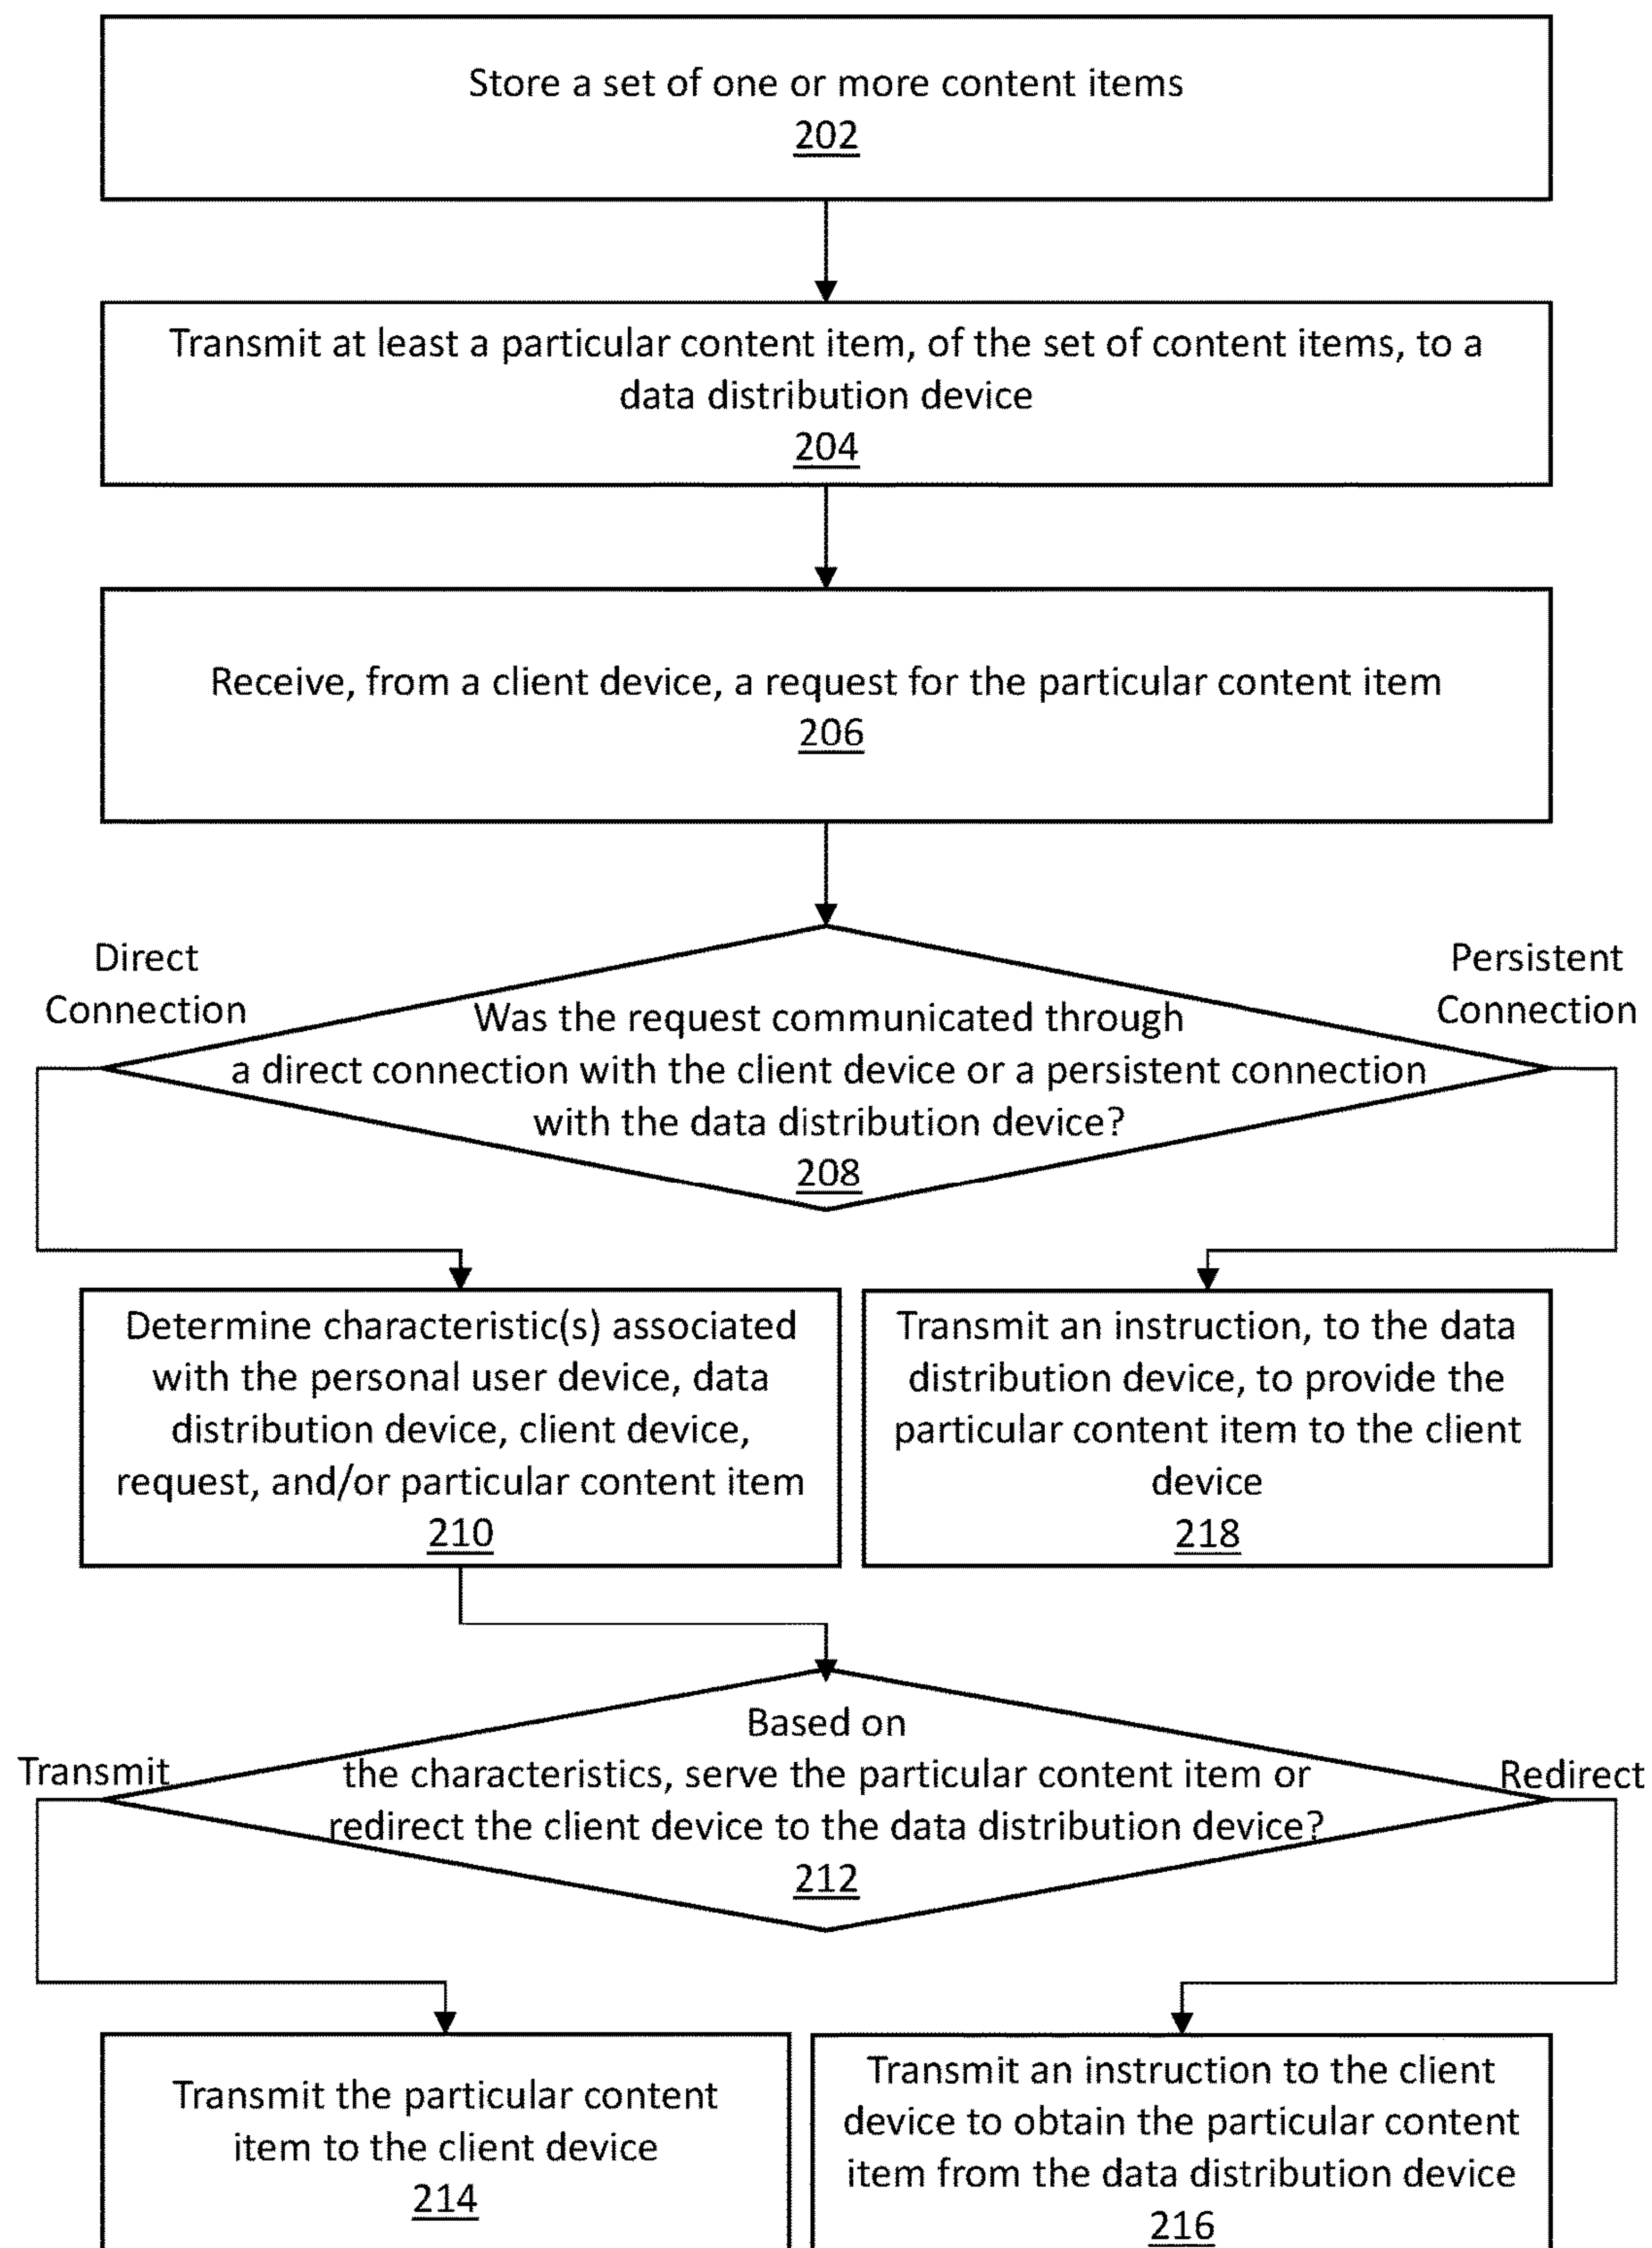 Store a set of one or more content items
202
Transmit at least a particular content item, of the set of content items, to a
data distribution device
204
Receive, from a client device, a request for the particular content item
206
Direct
Connection
Persistent
Connection
Was the request communicated through
a direct connection with the client device or a persistent connection
with the data distribution device?
208
Determine characteristic(s) associated
with the personal user device, data
distribution device, client device,
request, and/or particular content item
210
Transmit an instruction, to the data
distribution device, to provide the
particular content item to the client
device
218
Transmit
Redirect
Based on
the characteristics, serve the particular content item or
redirect the client device to the data distribution device?
212
Transmit the particular content
item to the client device
214
Transmit an instruction to the client
device to obtain the particular content
item from the data distribution device
216